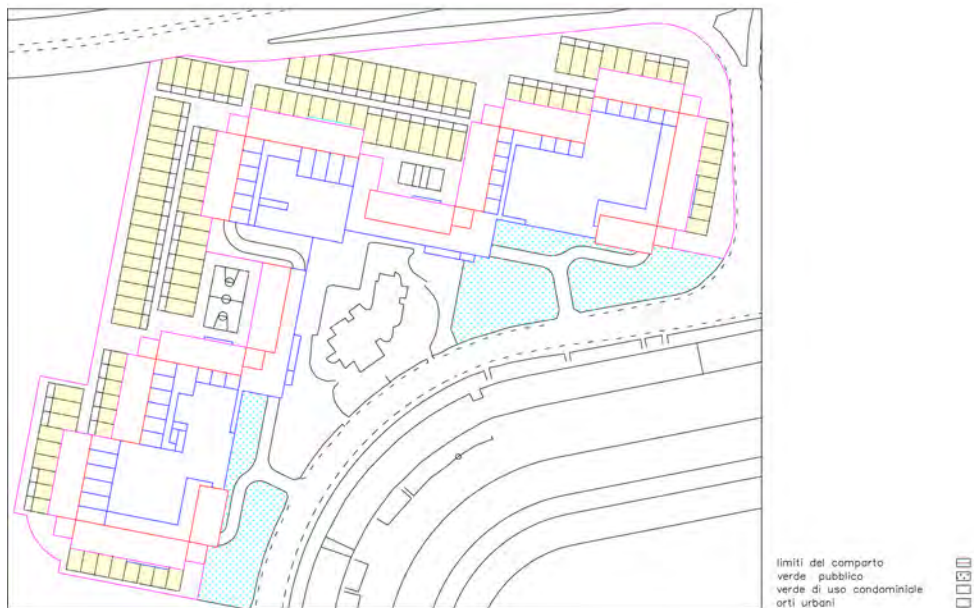 limiti del comparto
verde pubblico
verde di uso condominiale
orti urbani